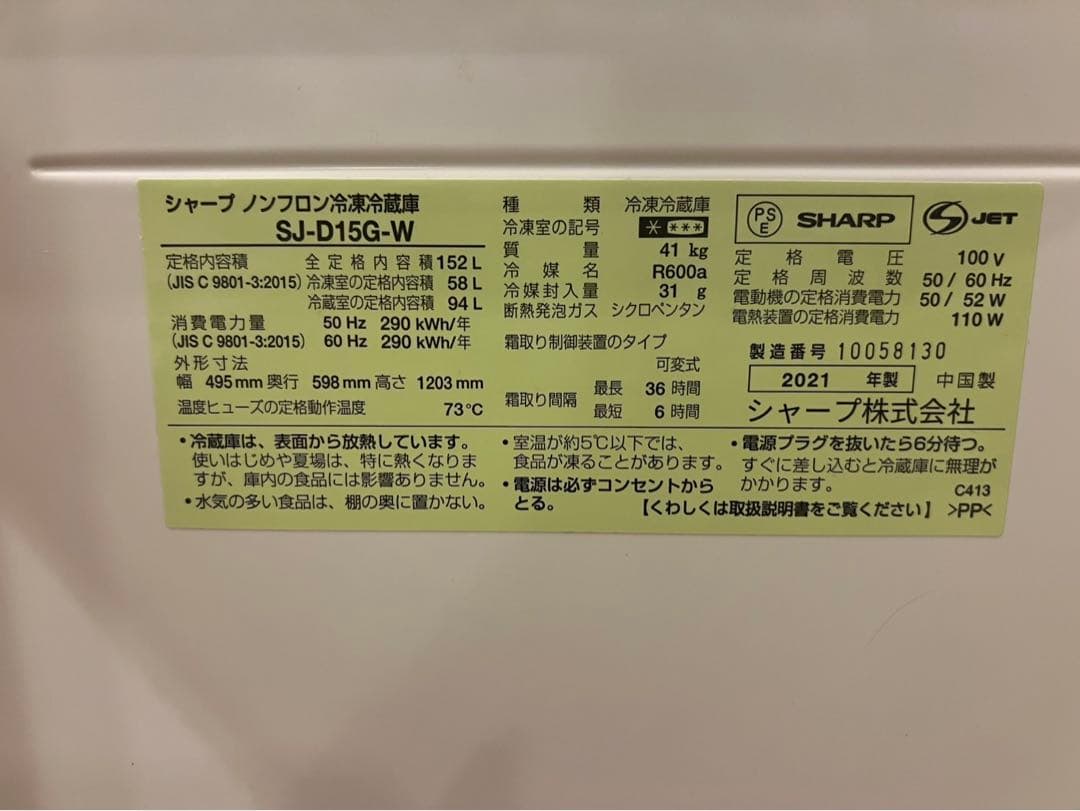 シャープ ノンフロン冷凍冷蔵庫
SJ-D15G-W
定格内容積 全定格内容積 152 L
(JIS C 9801-3:2015) 冷凍室の定格内容積 58 L
冷蔵室の定格内容積 94 L
消費電力量 50 Hz 290 kWh/年
(JIS C 9801-3:2015) 60 Hz 290 kWh/年
外形寸法
幅 495 mm 奥行 598 mm 高さ 1203 mm
温度ヒューズの定格動作温度 73℃
種類 冷凍冷蔵庫
冷凍室の記号 * ***
質量 41 kg
冷媒名 R600a
冷媒封入量 31 g
断熱発泡ガス シクロペンタン
霜取り制御装置のタイプ
可変式
霜取り間隔 最長 36 時間
最短 6 時間
PS E SHARP JET
定格電圧 100 V
定格周波数 50 / 60 Hz
電動機の定格消費電力 50 / 52 W
電熱装置の定格消費電力 110 W
製造番号 10058130
2021 年製 中国製
シャープ株式会社
・冷蔵庫は、表面から放熱しています。
使いはじめや夏場は、特に熱くなりま
すが、庫内の食品には影響ありません。
・水気の多い食品は、棚の奥に置かない。
・室温が約5℃以下では、
食品が凍ることがあります。
・電源は必ずコンセントから
とる。
・電源プラグを抜いたら6分待つ。
すぐに差し込むと冷蔵庫に無理が
かかります。
C413
【くわしくは取扱説明書をご覧ください】 >PP<